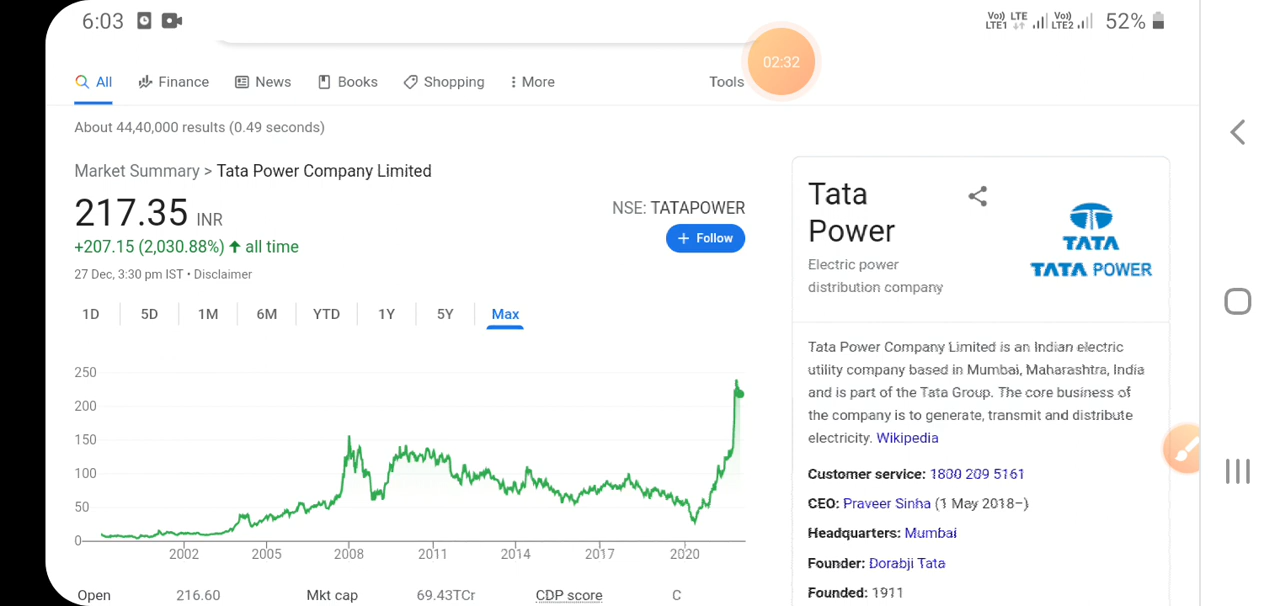 6:03
Vo) LTE LTE1 Vo) LTE2 52%
02:32
All Finance News Books Shopping More Tools
About 44,40,000 results (0.49 seconds)
Market Summary > Tata Power Company Limited
217.35 INR
+207.15 (2,030.88%) all time
27 Dec, 3:30 pm IST • Disclaimer
NSE: TATAPOWER
+ Follow
1D 5D 1M 6M YTD 1Y 5Y Max
250
200
150
100
50
0
2002 2005 2008 2011 2014 2017 2020
Open 216.60 Mkt cap 69.43TCr CDP score C
Tata
Power
Electric power
distribution company
TATA
TATA POWER
Tata Power Company Limited is an Indian electric
utility company based in Mumbai, Maharashtra, India
and is part of the Tata Group. The core business of
the company is to generate, transmit and distribute
electricity. Wikipedia
Customer service: 1800 209 5161
CEO: Praveer Sinha (1 May 2018–)
Headquarters: Mumbai
Founder: Dorabji Tata
Founded: 1911